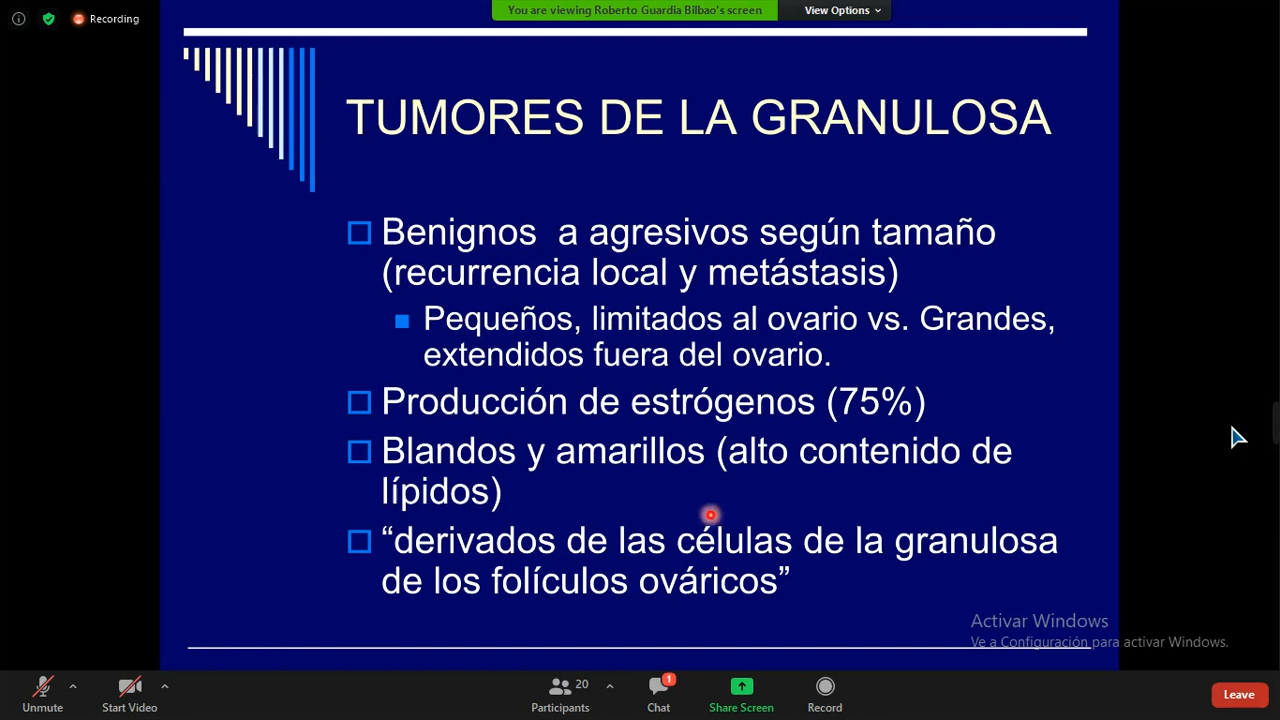 Recording
You are viewing Roberto Guardia Bilbao's screen
View Options
TUMORES DE LA GRANULOSA
Benignos  a agresivos según tamaño
(recurrencia local y metástasis)
Pequeños, limitados al ovario vs. Grandes,
extendidos fuera del ovario.
Producción de estrógenos (75%)
Blandos y amarillos (alto contenido de
lípidos)
“derivados de las células de la granulosa
de los folículos ováricos”
Activar Windows
Ve a Configuración para activar Windows.
Unmute
Start Video
20
Participants
1
Chat
Share Screen
Record
Leave